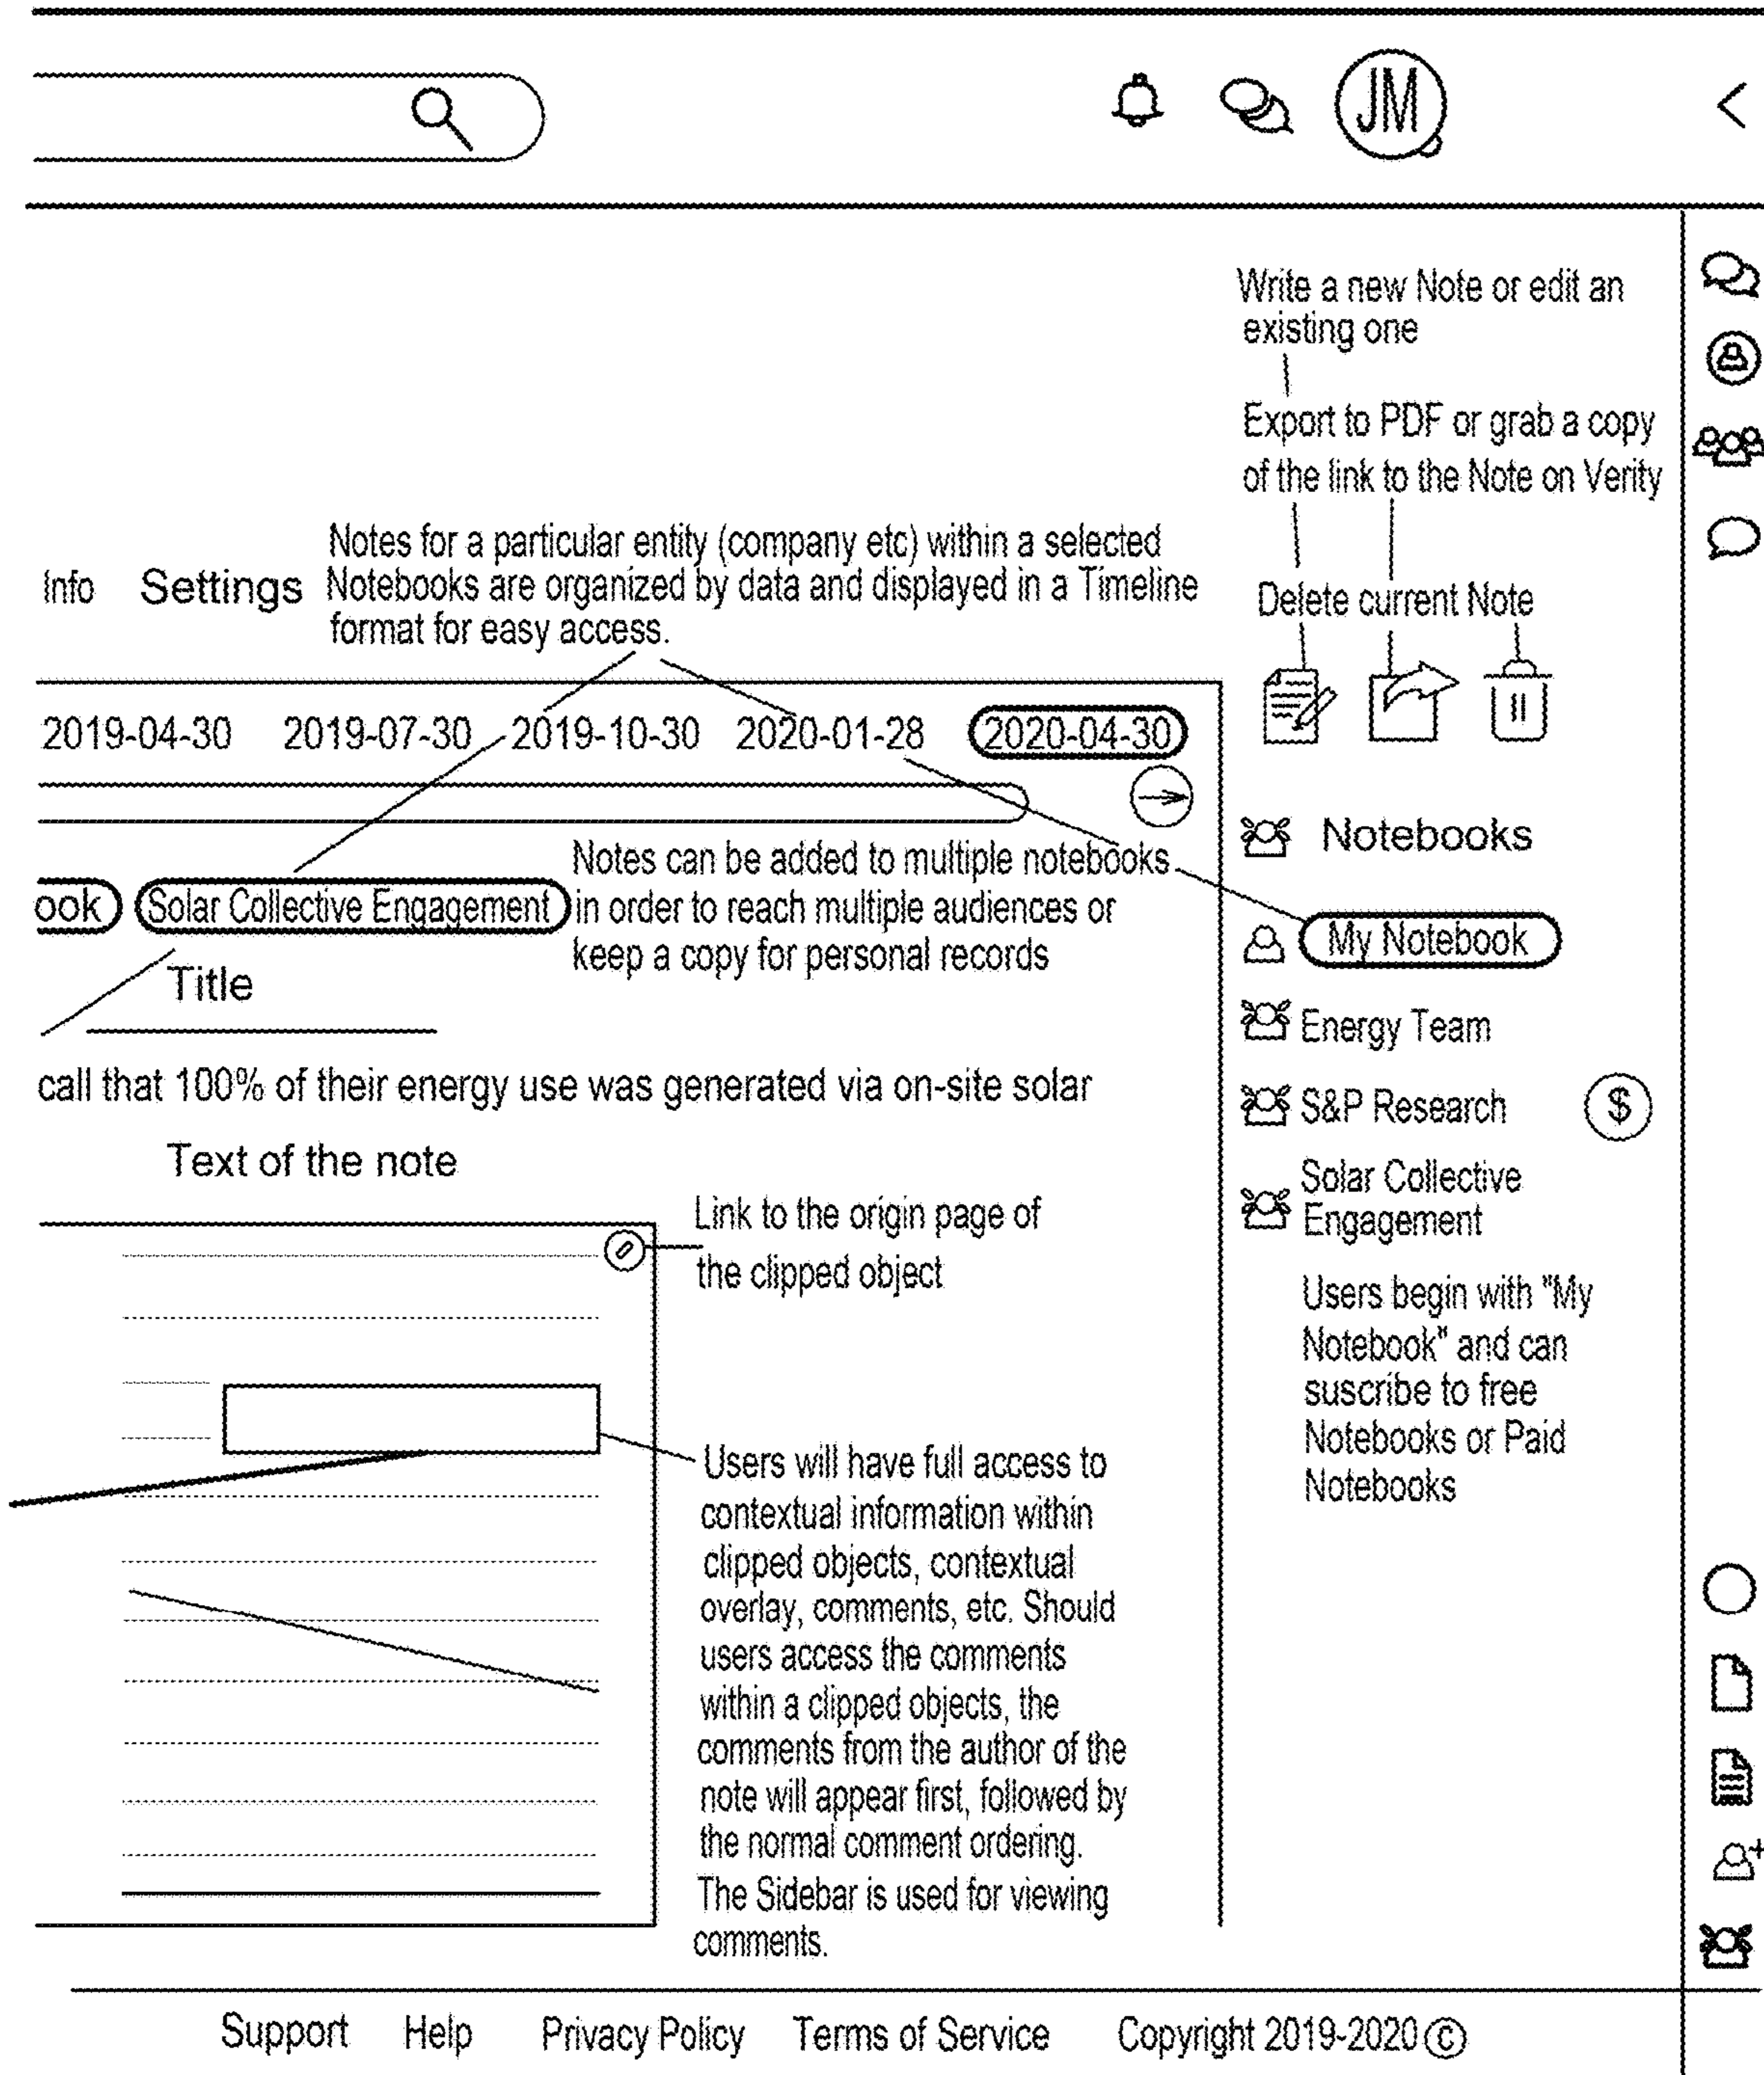 JM
Write a new Note or edit an
existing one
Export to PDF or grab a copy
of the link to the Note on Verity
Delete current Note
Info Settings
Notes for a particular entity (company etc) within a selected
Notebooks are organized by data and displayed in a Timeline
format for easy access.
2019-04-30 2019-07-30 2019-10-30 2020-01-28 2020-04-30
Notebooks
ook Solar Collective Engagement
Notes can be added to multiple notebooks
in order to reach multiple audiences or
keep a copy for personal records
My Notebook
Energy Team
S&P Research $
Solar Collective
Engagement
Users begin with "My
Notebook" and can
suscribe to free
Notebooks or Paid
Notebooks
Title
call that 100% of their energy use was generated via on-site solar
Text of the note
Link to the origin page of
the clipped object
Users will have full access to
contextual information within
clipped objects, contextual
overlay, comments, etc. Should
users access the comments
within a clipped objects, the
comments from the author of the
note will appear first, followed by
the normal comment ordering.
The Sidebar is used for viewing
comments.
Support Help Privacy Policy Terms of Service Copyright 2019-2020 ©